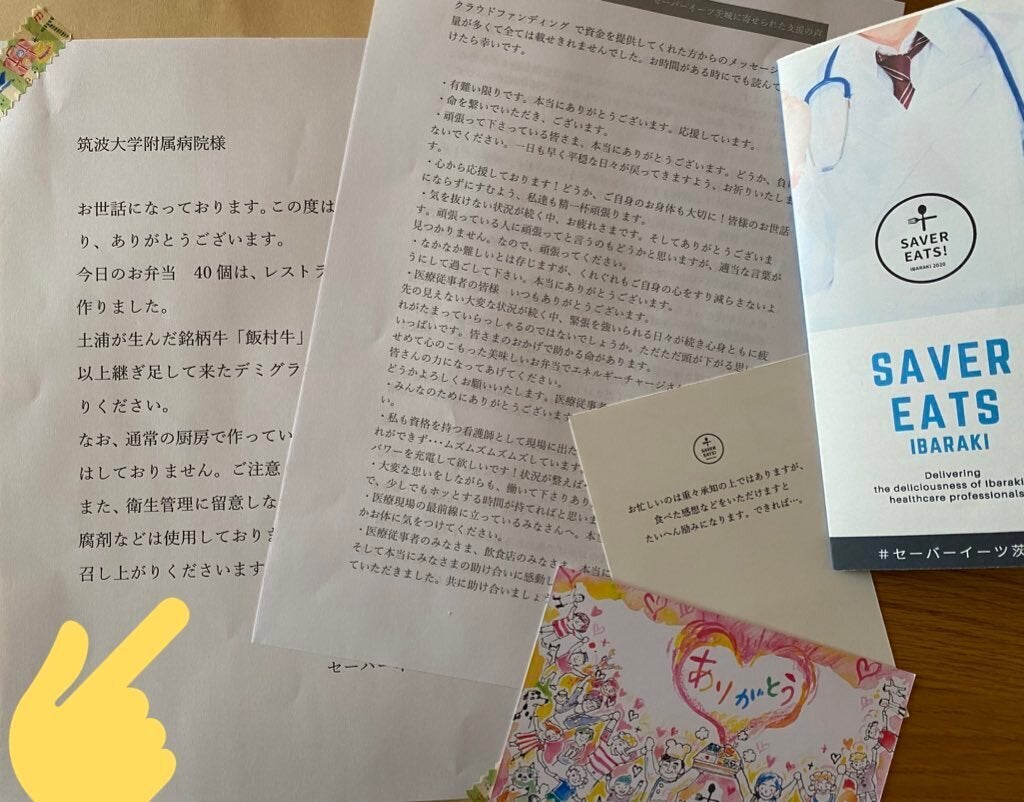 筑波大学附属病院様
お世話になっております。この度は
り、ありがとうございます。
今日のお弁当 40個は、レストラ
作りました。
土浦が生んだ銘柄牛「飯村牛」
以上継ぎ足して来たデミグラ
りください。
なお、通常の厨房で作ってい
はしておりません。ご注意
また、衛生管理に留意しな
腐剤などは使用しており
召し上がりくださいます
セーバー
セーバーイーツ茨城に寄せられた支援の声
クラウドファンディング で資金を提供してくれた方からのメッセージ
量が多くて全ては載せきれませんでした。お時間がある時にでも読んで
けたら幸いです。
・有難い限りです。本当にありがとうございます。応援しています。
・命を繋いでいただき、ございます。
・頑張って下さっている皆さま、本当にありがとうございます。どうか、負け
ないでください。一日も早く平穏な日々が戻ってきますよう、お祈りいたしま
す。
・心から応援しております！どうか、ご自身のお身体も大切に！皆様のお世話
にならずにすむよう、私達も精一杯頑張ります。
・気を抜けない状況が続く中、お疲れさまです。そしてありがとうございま
す。頑張っている人に頑張ってと言うのもどうかと思いますが、適当な言葉が
見つかりません。なので、頑張ってください。
・なかなか難しいとは存じますが、くれぐれもご自身の心をすり減らさないよ
うにして過ごして下さい。本当にありがとうございます。
・医療従事者の皆様 いつもありがとうございます。
先の見えない大変な状況が続く中、緊張を強いられる日々が続き心身ともに疲
れがたまっていらっしゃるのではないでしょうか。ただただ頭が下がる思い
いっぱいです。皆さまのおかげで助かる命があります。
せめて心のこもった美味しいお弁当でエネルギーチャージさ
皆さんの力になってあげてください。
どうかよろしくお願いいたします。医療従事者
・みんなのためにありがとうございます
い。
・私も資格を持つ看護師として現場に出た
れができず・・・ムズムズムズムズしています
パワーを充電して欲しいです！状況が整えば・
・大変な思いをしながらも、働いて下さりあり
で、少しでもホッとする時間が持てればと思いま
・医療現場の最前線に立っているみなさんへ。本
かお体に気をつけてください。
・医療従事者のみなさま、飲食店のみなさま、本当に
そして本当にみなさまの助け合いに感動し
ていただきました。共に助け合いましょう
SAVER
EATS!
お忙しいのは重々承知の上ではありますが、
食べた感想などをいただけますと
たいへん励みになります。できれば…。
ありがとう
SAVER
EATS!
IBARAKI 2020
SAVER
EATS
IBARAKI
Delivering
the deliciousness of Ibaraki
healthcare professionals
#セーバーイーツ茨